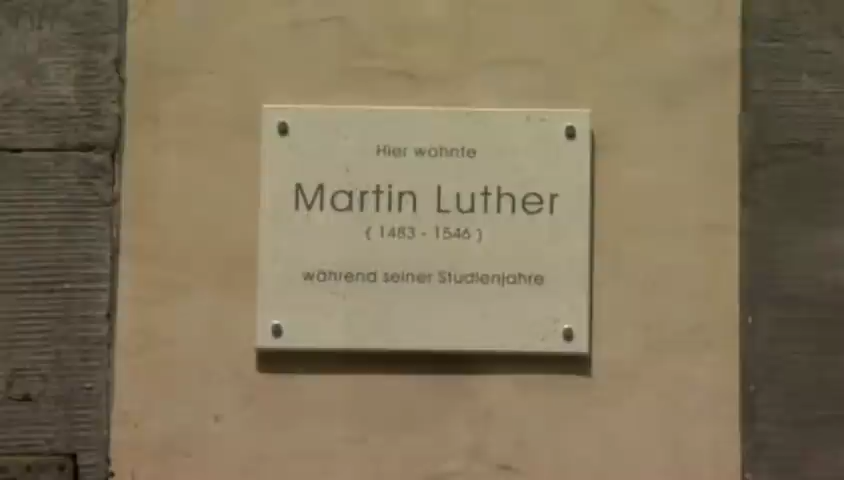 Hier wohnte
Martin Luther
( 1483 - 1546 )
während seiner Studienjahre